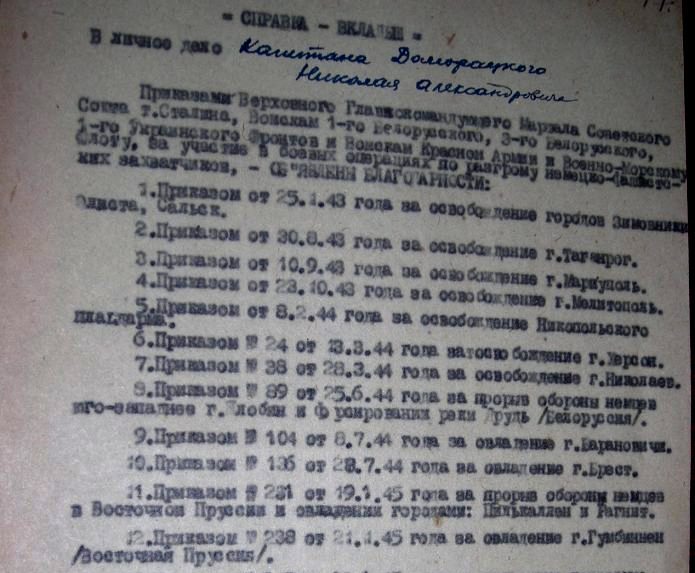 = СПРАВКА - ВКЛАДЫШ =
В личное дело Капитана Доморацкого
Николая Александровича
Приказами Верховного Главнокомандующего Маршала Советского
Союза т.Сталина, Войскам 1-го Белорусского, 3-го Белорусского,
1-го Украинского Фронтов и Войскам Красной Армии и Военно-Морскому
Флоту, за участие в боевых операциях по разгрому немецко-фашистс-
ких захватчиков, - ОБ"ЯВЛЕНЫ БЛАГОДАРНОСТИ:
1.Приказом от 25.1.43 года за освобождение городов Зимовники
Элиста, Сальск.
2.Приказом от 30.8.43 года за освобождение г.Таганрог.
3.Приказом от 10.9.43 года за освобождение г.Мариуполь.
4.Приказом от 23.10.43 года за освобождение г.Мелитополь.
5.Приказом от 8.2.44 года за освобождение Никопольского
плацдарма.
6.Приказом № 24 от 13.3.44 года за освобождение г.Херсон.
7.Приказом № 38 от 28.3.44 года за освобождение г.Николаев.
8.Приказом № 89 от 25.6.44 года за прорыв обороны немцев
юго-западнее г.Жлобин и форсировании реки Друдь /Белоруссия/.
9.Приказом № 104 от 8.7.44 года за овладение г.Барановичи.
10.Приказом № 136 от 28.7.44 года за овладение г.Брест.
11.Приказом № 231 от 19.1.45 года за прорыв обороны немцев
в Восточной Пруссии и овладении городами: Пилькаллен и Рагнит.
12.Приказом № 238 от 21.1.45 года за овладение г.Гумбиннен
/Восточная Пруссия/.